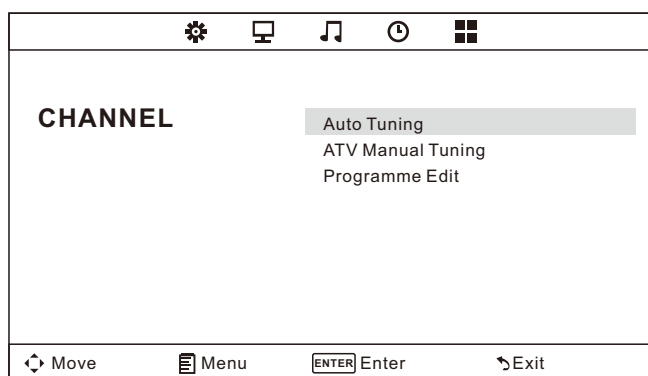 CHANNEL
Auto Tuning
ATV Manual Tuning
Programme Edit
Move Menu ENTER Enter Exit